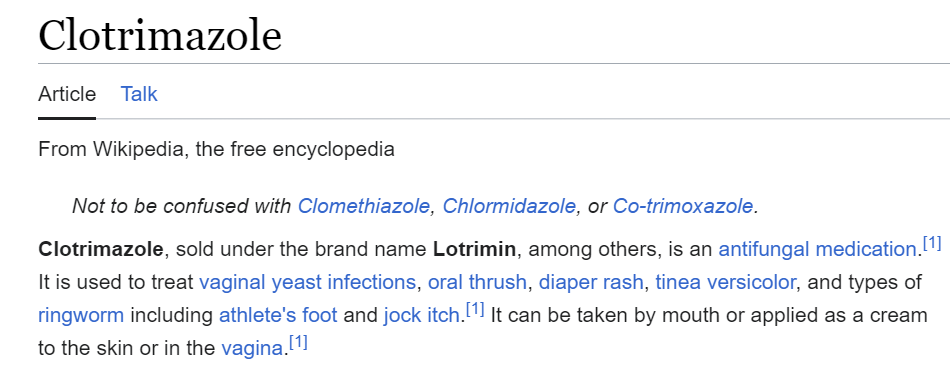 Clotrimazole
Article Talk
From Wikipedia, the free encyclopedia
Not to be confused with Clomethiazole, Chlormidazole, or Co-trimoxazole.
Clotrimazole, sold under the brand name Lotrimin, among others, is an antifungal medication.[1]
It is used to treat vaginal yeast infections, oral thrush, diaper rash, tinea versicolor, and types of
ringworm including athlete's foot and jock itch.[1] It can be taken by mouth or applied as a cream
to the skin or in the vagina.[1]